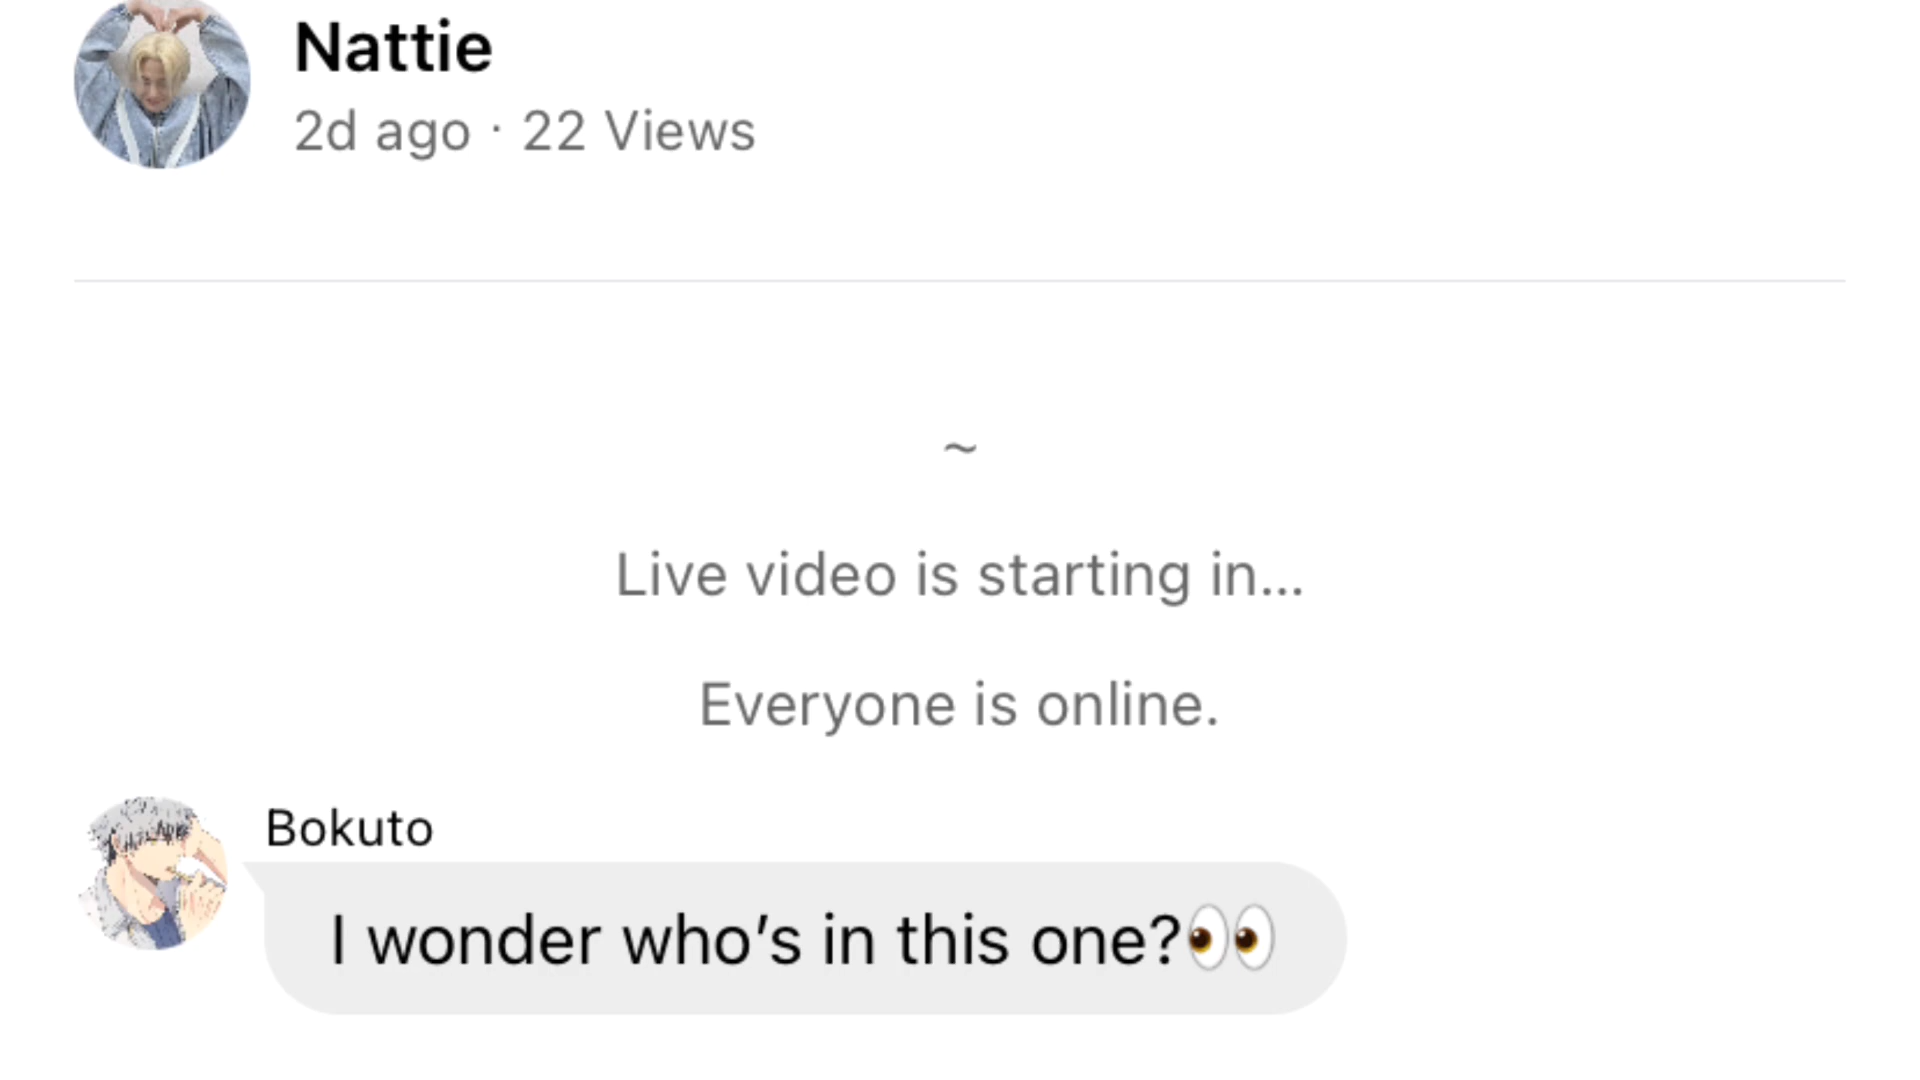 Nattie
2d ago · 22 Views
~
Live video is starting in...
Everyone is online.
Bokuto
I wonder who’s in this one?👀